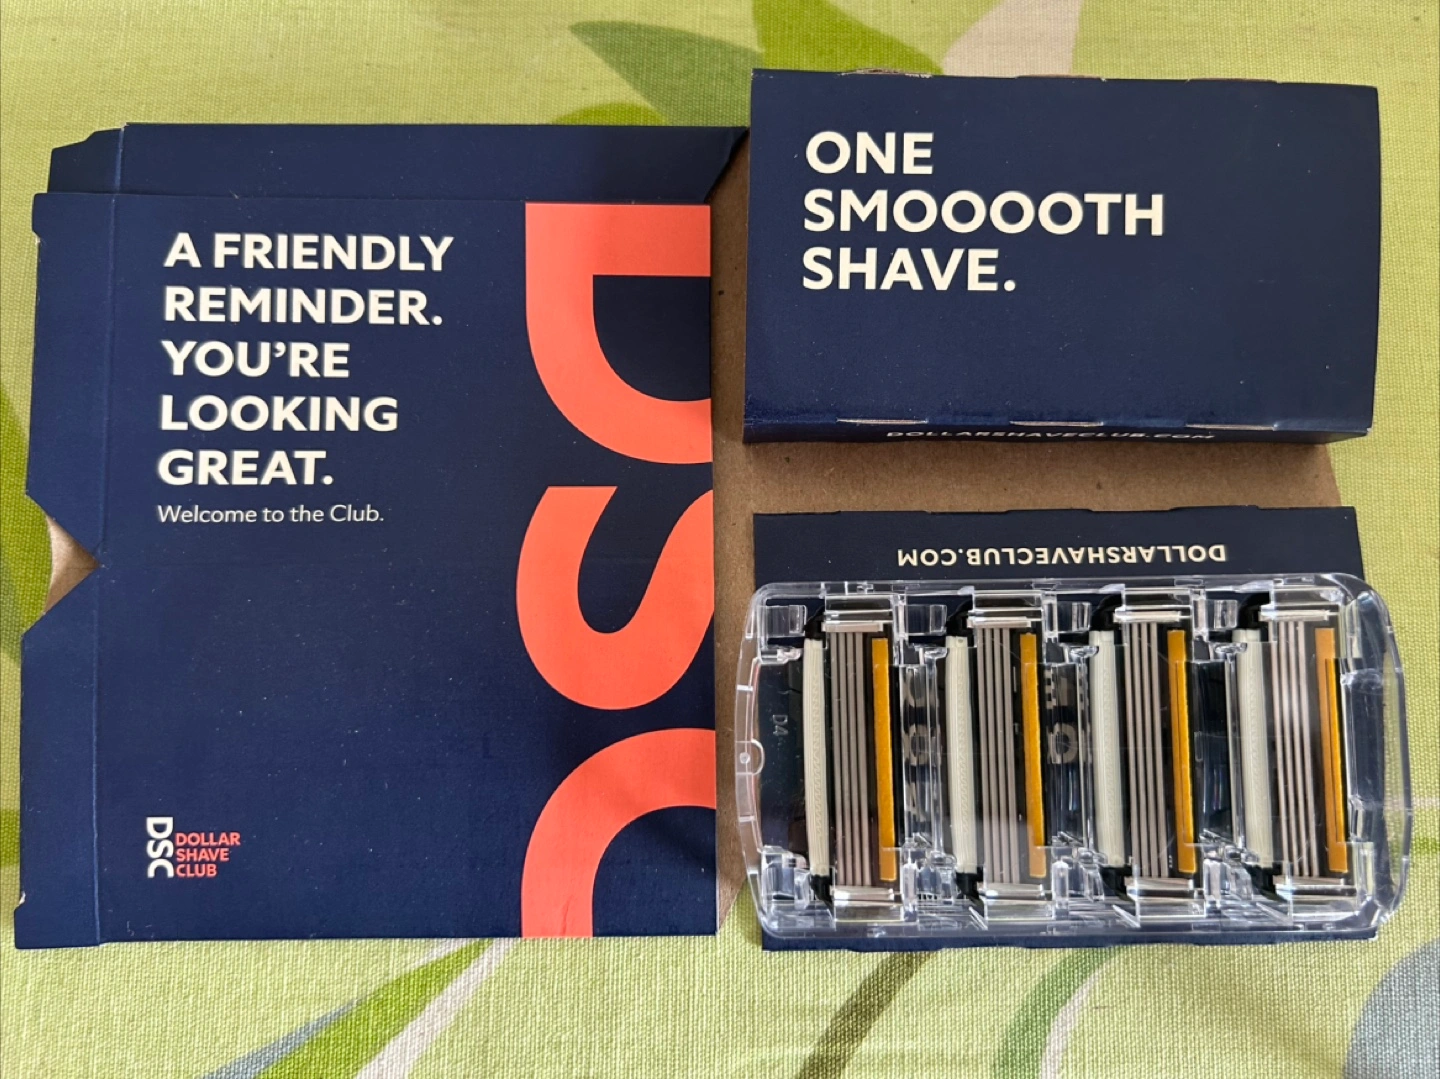 A FRIENDLY
REMINDER.
YOU'RE
LOOKING
GREAT.
Welcome to the Club.
DSC
DSC
DOLLAR
SHAVE
CLUB
ONE
SMOOOOTH
SHAVE.
DOLLARSHAVECLUB.COM
DOLLARSHAVECLUB.COM
D4